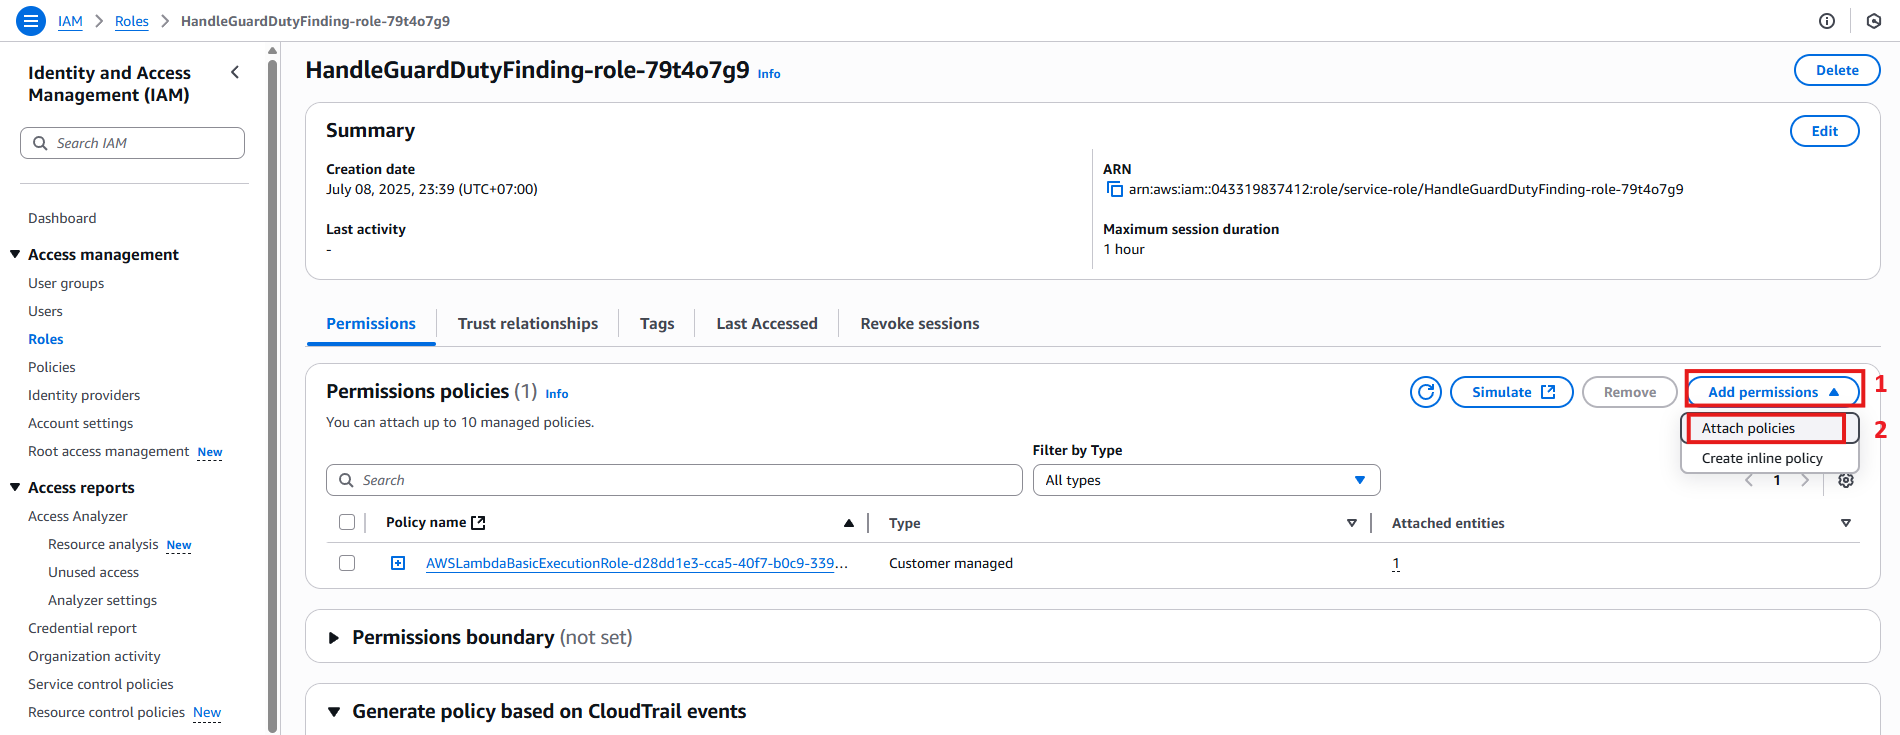 IAM > Roles > HandleGuardDutyFinding-role-79t4o7g9
Identity and Access Management (IAM)
Search IAM
Dashboard
Access management
User groups
Users
Roles
Policies
Identity providers
Account settings
Root access management New
Access reports
Access Analyzer
Resource analysis New
Unused access
Analyzer settings
Credential report
Organization activity
Service control policies
Resource control policies New
HandleGuardDutyFinding-role-79t4o7g9 Info
Delete
Summary
Edit
Creation date
July 08, 2025, 23:39 (UTC+07:00)
ARN
arn:aws:iam::043319837412:role/service-role/HandleGuardDutyFinding-role-79t4o7g9
Last activity
-
Maximum session duration
1 hour
Permissions Trust relationships Tags Last Accessed Revoke sessions
Permissions policies (1) Info
Simulate Remove Add permissions 1
You can attach up to 10 managed policies.
Attach policies 2
Create inline policy
Filter by Type
Search
All types
1
Policy name Type Attached entities
AWSLambdaBasicExecutionRole-d28dd1e3-cca5-40f7-b0c9-339... Customer managed 1
Permissions boundary (not set)
Generate policy based on CloudTrail events